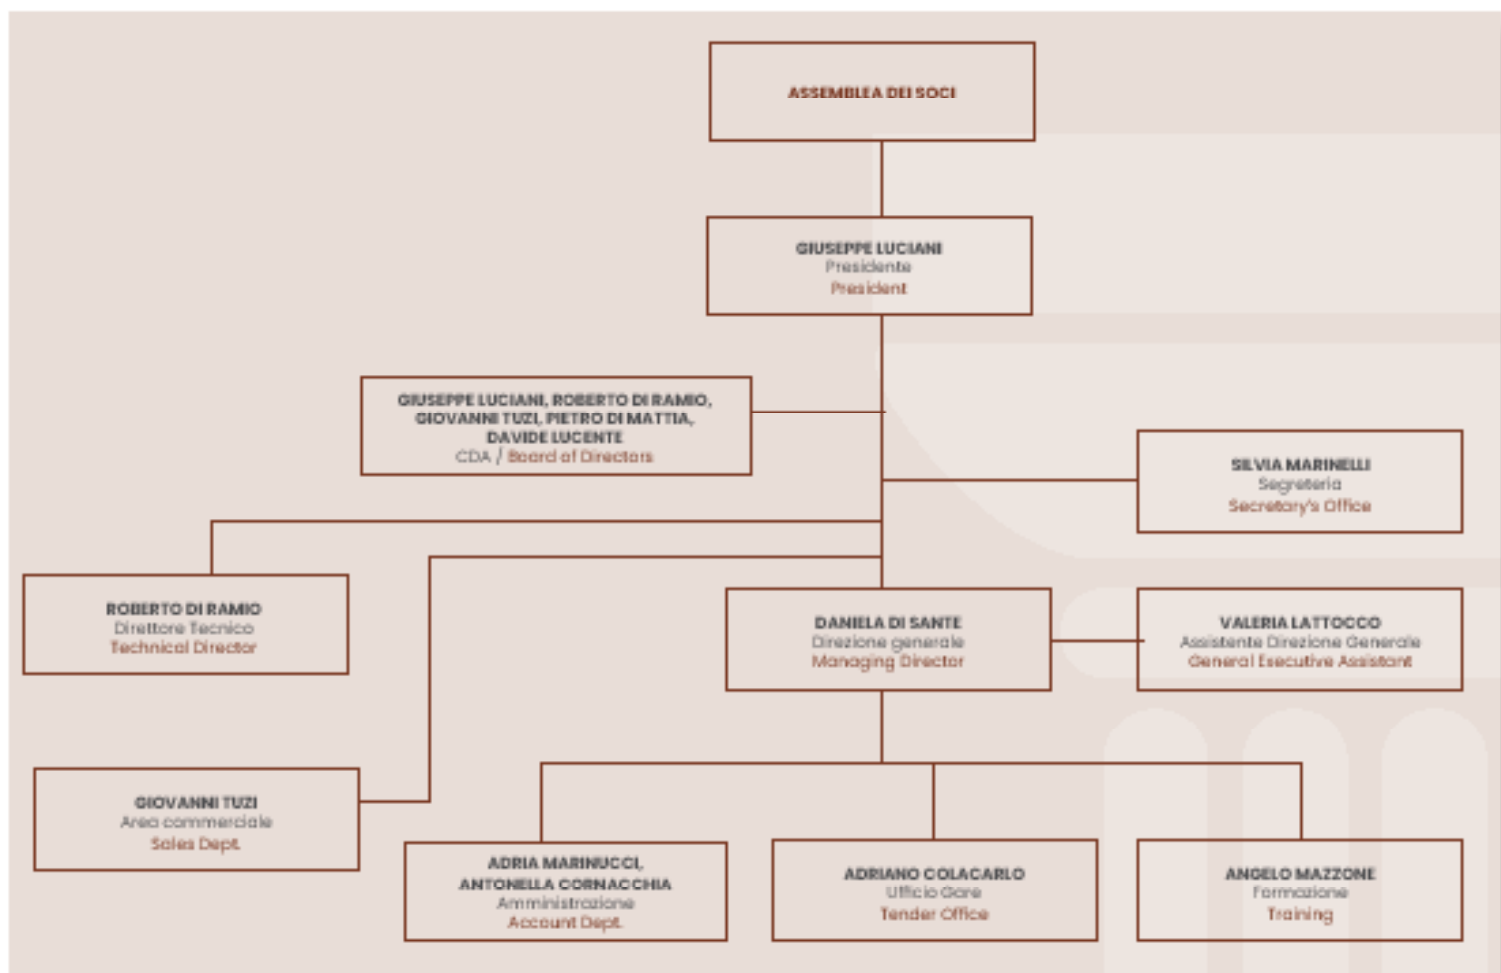 ASSEMBLEA DEI SOCI
GIUSEPPE LUCIANI
Presidente
President
GIUSEPPE LUCIANI, ROBERTO DI RAMIO,
GIOVANNI TUZI, PIETRO DI MATTIA,
DAVIDE LUCENTE
CDA / Board of Directors
SILVIA MARINELLI
Segreteria
Secretary's Office
ROBERTO DI RAMIO
Direttore Tecnico
Technical Director
DANIELA DI SANTE
Direzione generale
Managing Director
VALERIA LATTOCCO
Assistente Direzione Generale
General Executive Assistant
GIOVANNI TUZI
Area commerciale
Sales Dept.
ADRIA MARINUCCI,
ANTONELLA CORNACCHIA
Amministrazione
Account Dept.
ADRIANO COLACARLO
Ufficio Gare
Tender Office
ANGELO MAZZONE
Formazione
Training